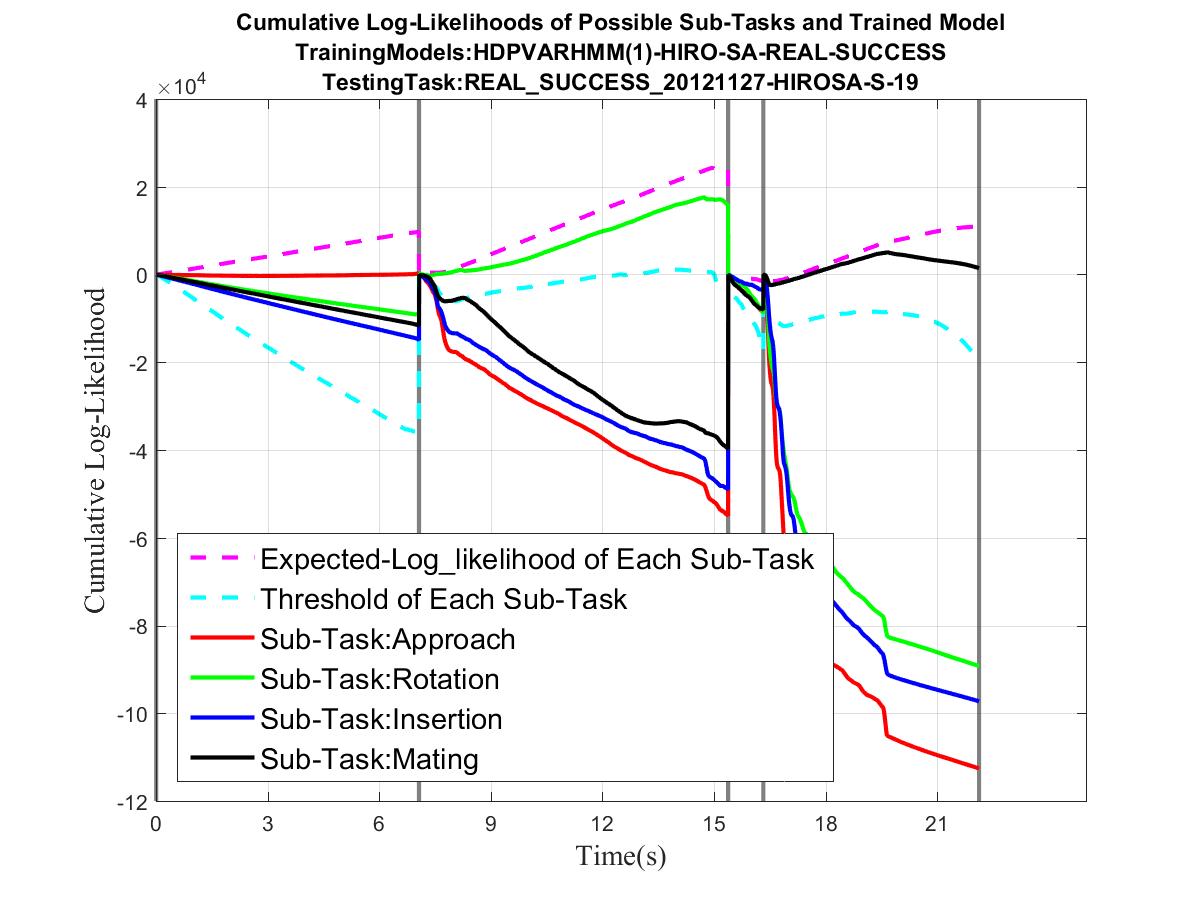 Cumulative Log-Likelihoods of Possible Sub-Tasks and Trained Model
TrainingModels:HDPVARHMM(1)-HIRO-SA-REAL-SUCCESS
TestingTask:REAL_SUCCESS_20121127-HIROSA-S-19
×10^4
4
2
0
-2
-4
-6
-8
-10
-12
Cumulative Log-Likelihood
Expected-Log_likelihood of Each Sub-Task
Threshold of Each Sub-Task
Sub-Task:Approach
Sub-Task:Rotation
Sub-Task:Insertion
Sub-Task:Mating
0 3 6 9 12 15 18 21
Time(s)